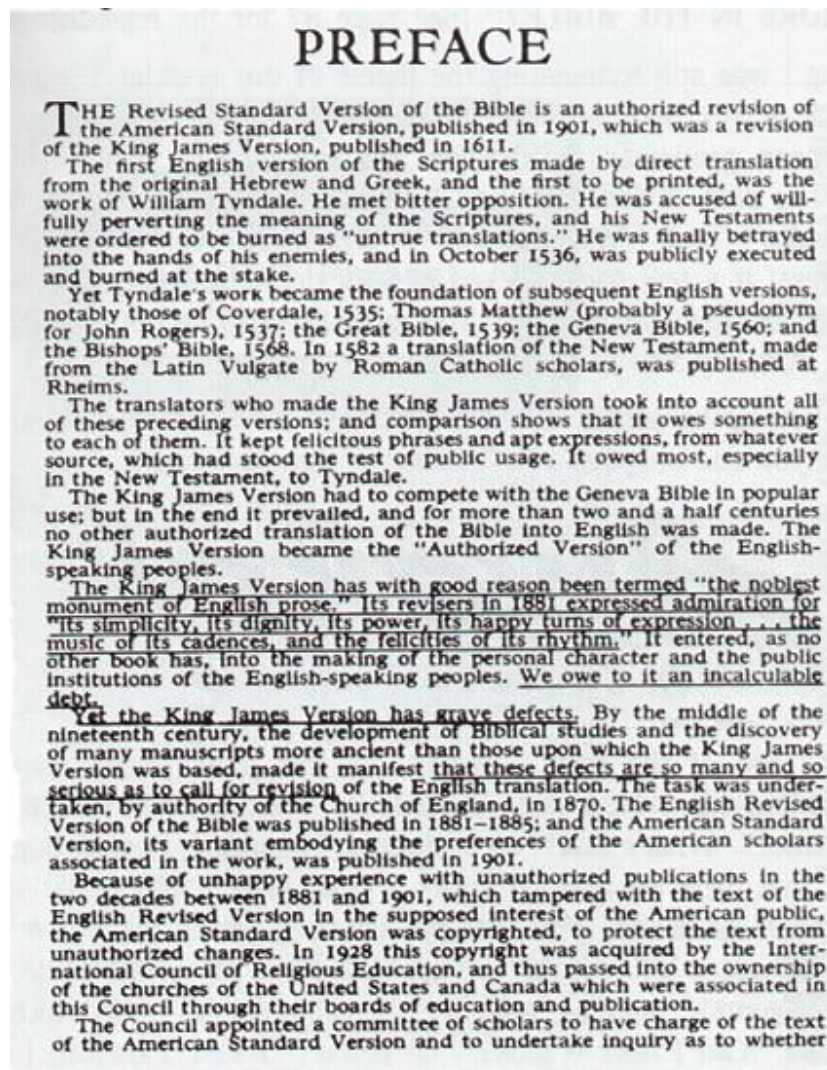 PREFACE
THE Revised Standard Version of the Bible is an authorized revision of
the American Standard Version, published in 1901, which was a revision
of the King James Version, published in 1611.
The first English version of the Scriptures made by direct translation
from the original Hebrew and Greek, and the first to be printed, was the
work of William Tyndale. He met bitter opposition. He was accused of will-
fully perverting the meaning of the Scriptures, and his New Testaments
were ordered to be burned as "untrue translations." He was finally betrayed
into the hands of his enemies, and in October 1536, was publicly executed
and burned at the stake.
Yet Tyndale's work became the foundation of subsequent English versions,
notably those of Coverdale, 1535; Thomas Matthew (probably a pseudonym
for John Rogers), 1537; the Great Bible, 1539; the Geneva Bible, 1560; and
the Bishops' Bible, 1568. In 1582 a translation of the New Testament, made
from the Latin Vulgate by Roman Catholic scholars, was published at
Rheims.
The translators who made the King James Version took into account all
of these preceding versions; and comparison shows that it owes something
to each of them. It kept felicitous phrases and apt expressions, from whatever
source, which had stood the test of public usage. It owed most, especially
in the New Testament, to Tyndale.
The King James Version had to compete with the Geneva Bible in popular
use; but in the end it prevailed, and for more than two and a half centuries
no other authorized translation of the Bible into English was made. The
King James Version became the "Authorized Version" of the English-
speaking peoples.
The King James Version has with good reason been termed "the noblest
monument of English prose." Its revisers in 1881 expressed admiration for
"its simplicity, its dignity, its power, its happy turns of expression . . . the
music of its cadences, and the felicities of its rhythm." It entered, as no
other book has, into the making of the personal character and the public
institutions of the English-speaking peoples. We owe to it an incalculable
debt.
Yet the King James Version has grave defects. By the middle of the
nineteenth century, the development of Biblical studies and the discovery
of many manuscripts more ancient than those upon which the King James
Version was based, made it manifest that these defects are so many and so
serious as to call for revision of the English translation. The task was under-
taken, by authority of the Church of England, in 1870. The English Revised
Version of the Bible was published in 1881–1885; and the American Standard
Version, its variant embodying the preferences of the American scholars
associated in the work, was published in 1901.
Because of unhappy experience with unauthorized publications in the
two decades between 1881 and 1901, which tampered with the text of the
English Revised Version in the supposed interest of the American public,
the American Standard Version was copyrighted, to protect the text from
unauthorized changes. In 1928 this copyright was acquired by the Inter-
national Council of Religious Education, and thus passed into the ownership
of the churches of the United States and Canada which were associated in
this Council through their boards of education and publication.
The Council appointed a committee of scholars to have charge of the text
of the American Standard Version and to undertake inquiry as to whether